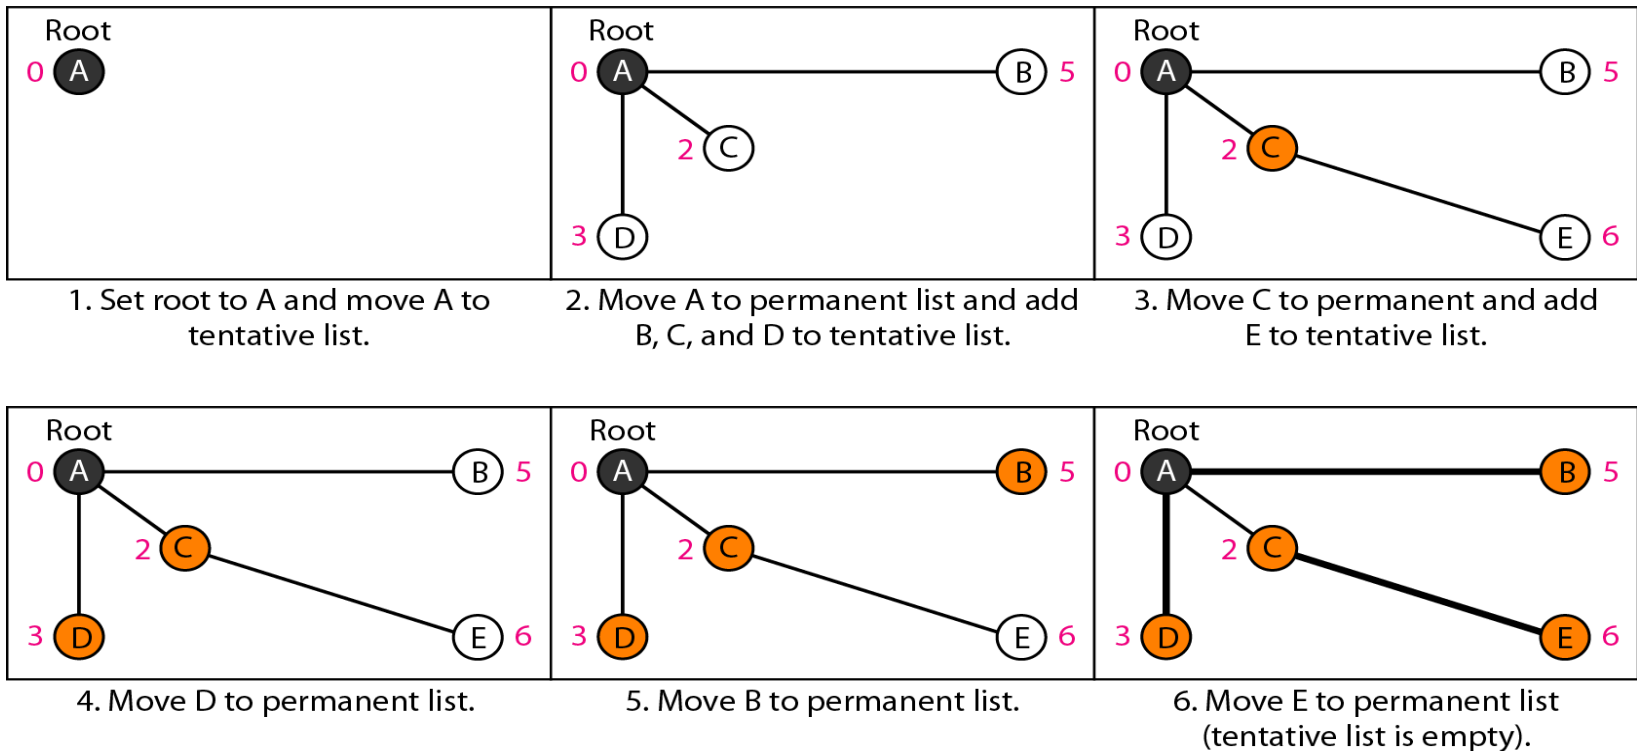 Root
0 A
Root
0 A B 5
2 C
3 D
Root
0 A B 5
2 C
3 D E 6
1. Set root to A and move A to
tentative list.
2. Move A to permanent list and add
B, C, and D to tentative list.
3. Move C to permanent and add
E to tentative list.
Root
0 A B 5
2 C
3 D E 6
Root
0 A B 5
2 C
3 D E 6
Root
0 A B 5
2 C
3 D E 6
4. Move D to permanent list.
5. Move B to permanent list.
6. Move E to permanent list
(tentative list is empty).